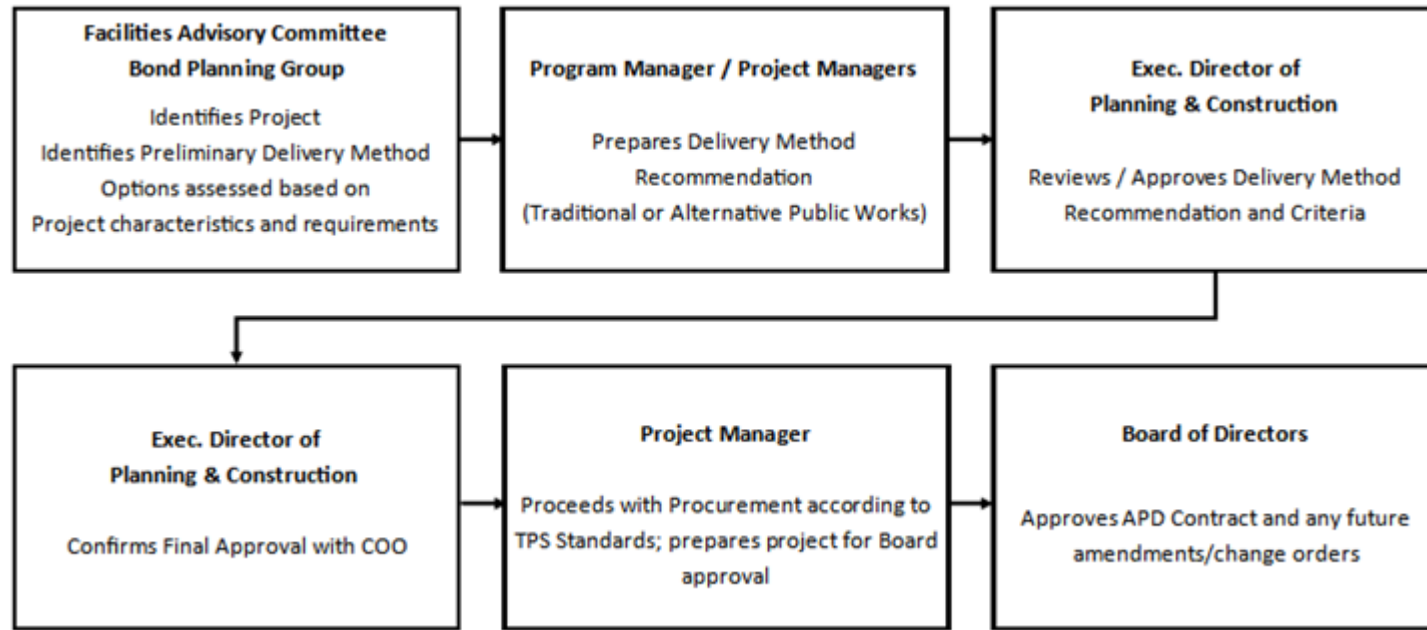 Facilities Advisory Committee
Bond Planning Group
Identifies Project
Identifies Preliminary Delivery Method
Options assessed based on
Project characteristics and requirements
Program Manager / Project Managers
Prepares Delivery Method
Recommendation
(Traditional or Alternative Public Works)
Exec. Director of
Planning & Construction
Reviews / Approves Delivery Method
Recommendation and Criteria
Exec. Director of
Planning & Construction
Confirms Final Approval with COO
Project Manager
Proceeds with Procurement according to
TPS Standards; prepares project for Board
approval
Board of Directors
Approves APD Contract and any future
amendments/change orders